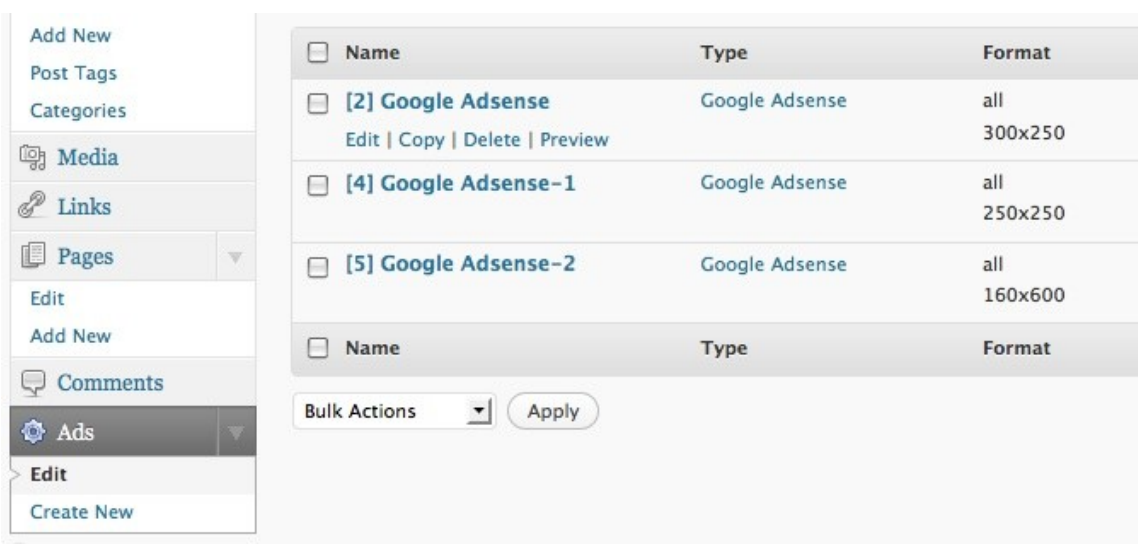 Add New
Post Tags
Categories
Media
Links
Pages
Edit
Add New
Comments
Ads
Edit
Create New
Name Type Format
[2] Google Adsense Google Adsense all
Edit | Copy | Delete | Preview 300x250
[4] Google Adsense-1 Google Adsense all
250x250
[5] Google Adsense-2 Google Adsense all
160x600
Name Type Format
Bulk Actions Apply